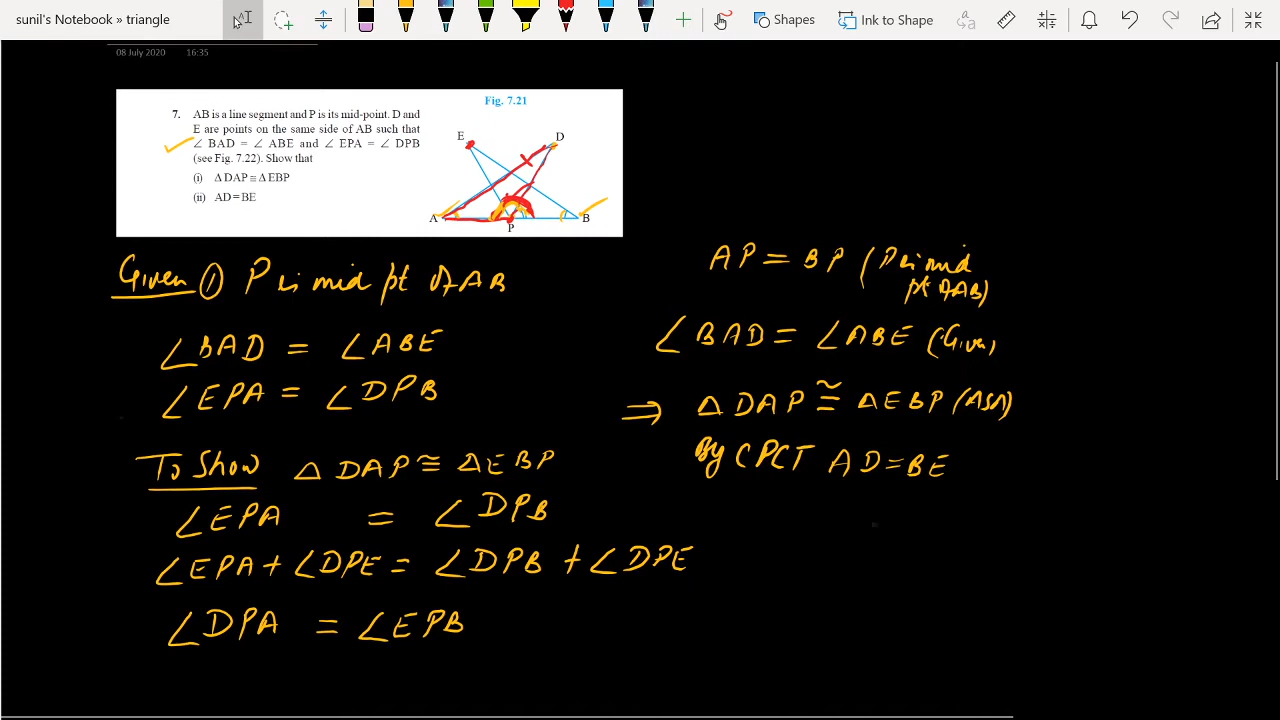 sunil's Notebook » triangle
Shapes
Ink to Shape
08 July 2020 16:35
Fig. 7.21
7. AB is a line segment and P is its mid-point. D and
E are points on the same side of AB such that
∠ BAD = ∠ ABE and ∠ EPA = ∠ DPB
(see Fig. 7.22). Show that
(i) Δ DAP ≅ Δ EBP
(ii) AD = BE
E D
A B
P
Given ① P is mid pt of AB
∠BAD = ∠ABE
∠EPA = ∠DPB
To Show Δ DAP ≅ Δ EBP
∠EPA = ∠DPB
∠EPA + ∠DPE = ∠DPB + ∠DPE
∠DPA = ∠EPB
AP = BP (P is mid
pt of AB)
∠BAD = ∠ABE (Given)
⇒ Δ DAP ≅ Δ EBP (ASA)
By CPCT AD = BE